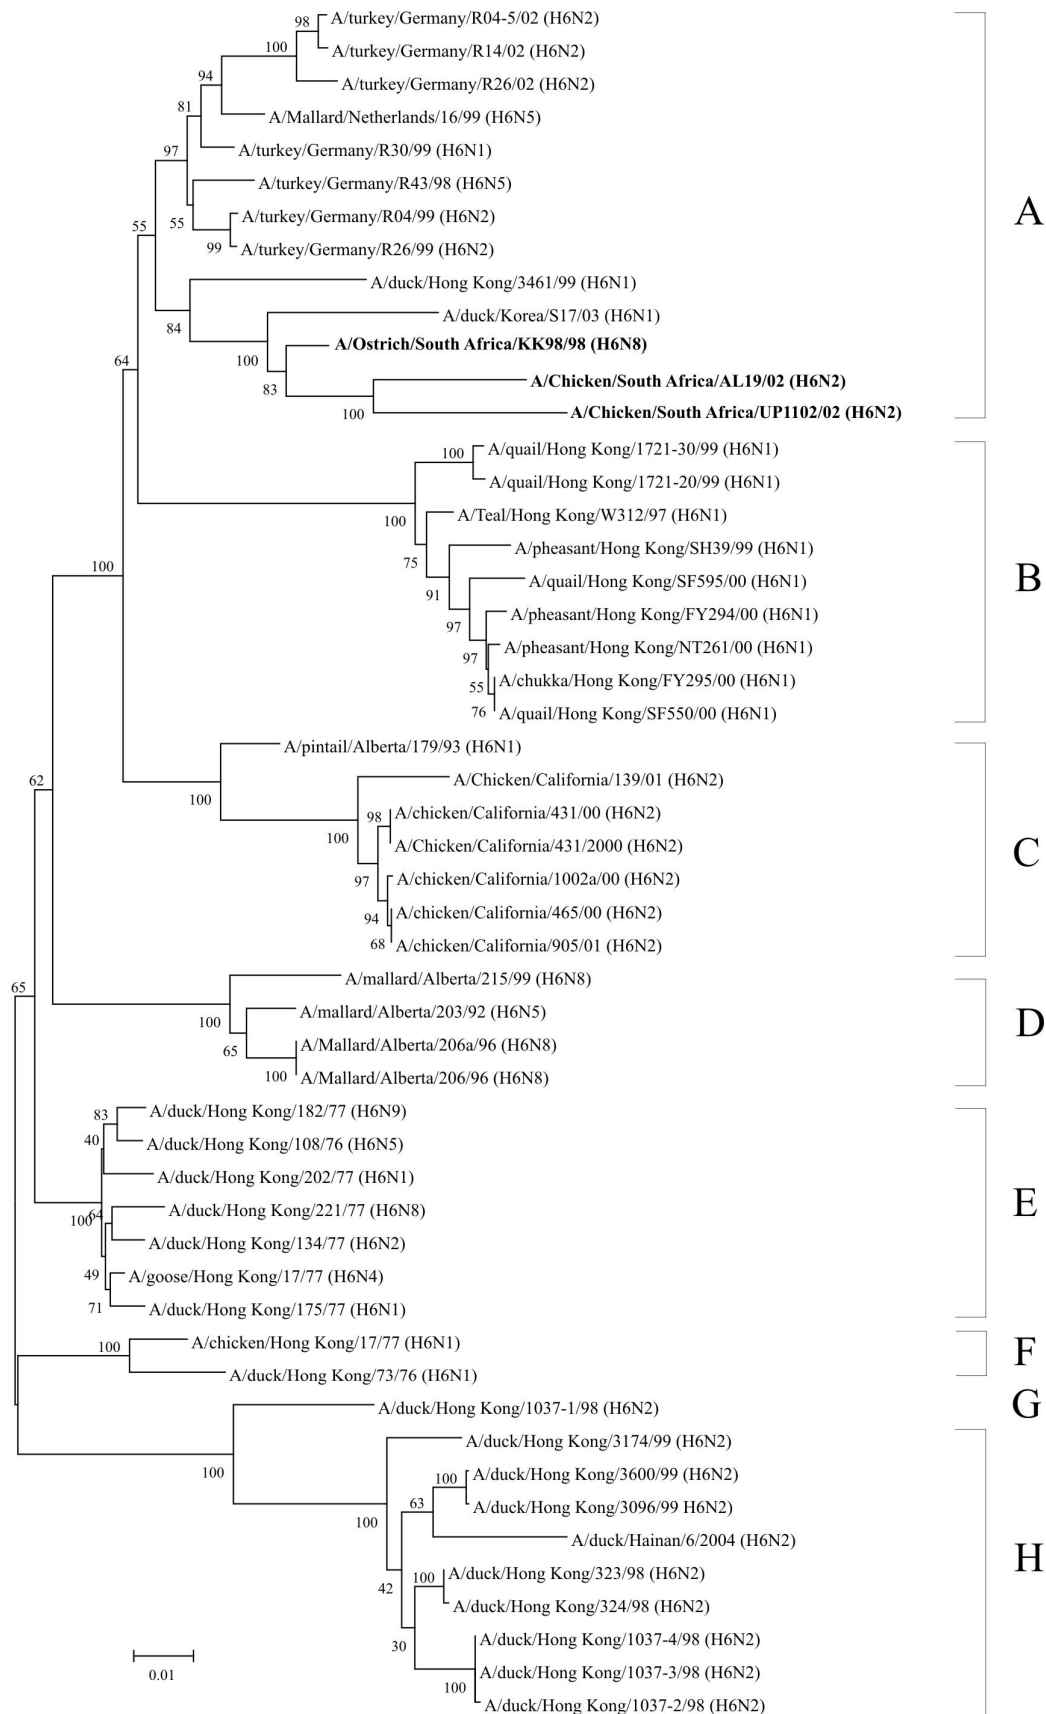 98 A/turkey/Germany/R04-5/02 (H6N2)
100 A/turkey/Germany/R14/02 (H6N2)
94 A/turkey/Germany/R26/02 (H6N2)
81 A/Mallard/Netherlands/16/99 (H6N5)
97 A/turkey/Germany/R30/99 (H6N1)
A/turkey/Germany/R43/98 (H6N5)
A
55 55 A/turkey/Germany/R04/99 (H6N2)
99 A/turkey/Germany/R26/99 (H6N2)
A/duck/Hong Kong/3461/99 (H6N1)
84 A/duck/Korea/S17/03 (H6N1)
A/Ostrich/South Africa/KK98/98 (H6N8)
64 100
83 A/Chicken/South Africa/AL19/02 (H6N2)
100 A/Chicken/South Africa/UP1102/02 (H6N2)
100 A/quail/Hong Kong/1721-30/99 (H6N1)
A/quail/Hong Kong/1721-20/99 (H6N1)
100 A/Teal/Hong Kong/W312/97 (H6N1)
75 A/pheasant/Hong Kong/SH39/99 (H6N1)
100 B
91 A/quail/Hong Kong/SF595/00 (H6N1)
97 A/pheasant/Hong Kong/FY294/00 (H6N1)
97 A/pheasant/Hong Kong/NT261/00 (H6N1)
55 A/chukka/Hong Kong/FY295/00 (H6N1)
76 A/quail/Hong Kong/SF550/00 (H6N1)
A/pintail/Alberta/179/93 (H6N1)
62 A/Chicken/California/139/01 (H6N2)
100 98 A/chicken/California/431/00 (H6N2)
100 A/Chicken/California/431/2000 (H6N2)
C
97 A/chicken/California/1002a/00 (H6N2)
94 A/chicken/California/465/00 (H6N2)
68 A/chicken/California/905/01 (H6N2)
65 A/mallard/Alberta/215/99 (H6N8)
100 A/mallard/Alberta/203/92 (H6N5)
D
65 A/Mallard/Alberta/206a/96 (H6N8)
100 A/Mallard/Alberta/206/96 (H6N8)
83 A/duck/Hong Kong/182/77 (H6N9)
40 A/duck/Hong Kong/108/76 (H6N5)
A/duck/Hong Kong/202/77 (H6N1)
E
100 64 A/duck/Hong Kong/221/77 (H6N8)
A/duck/Hong Kong/134/77 (H6N2)
49 A/goose/Hong Kong/17/77 (H6N4)
71 A/duck/Hong Kong/175/77 (H6N1)
100 A/chicken/Hong Kong/17/77 (H6N1)
F
A/duck/Hong Kong/73/76 (H6N1)
A/duck/Hong Kong/1037-1/98 (H6N2)
G
A/duck/Hong Kong/3174/99 (H6N2)
100 100 A/duck/Hong Kong/3600/99 (H6N2)
63 A/duck/Hong Kong/3096/99 H6N2)
100 A/duck/Hainan/6/2004 (H6N2)
H
42 100 A/duck/Hong Kong/323/98 (H6N2)
A/duck/Hong Kong/324/98 (H6N2)
30 A/duck/Hong Kong/1037-4/98 (H6N2)
0.01 A/duck/Hong Kong/1037-3/98 (H6N2)
100 A/duck/Hong Kong/1037-2/98 (H6N2)